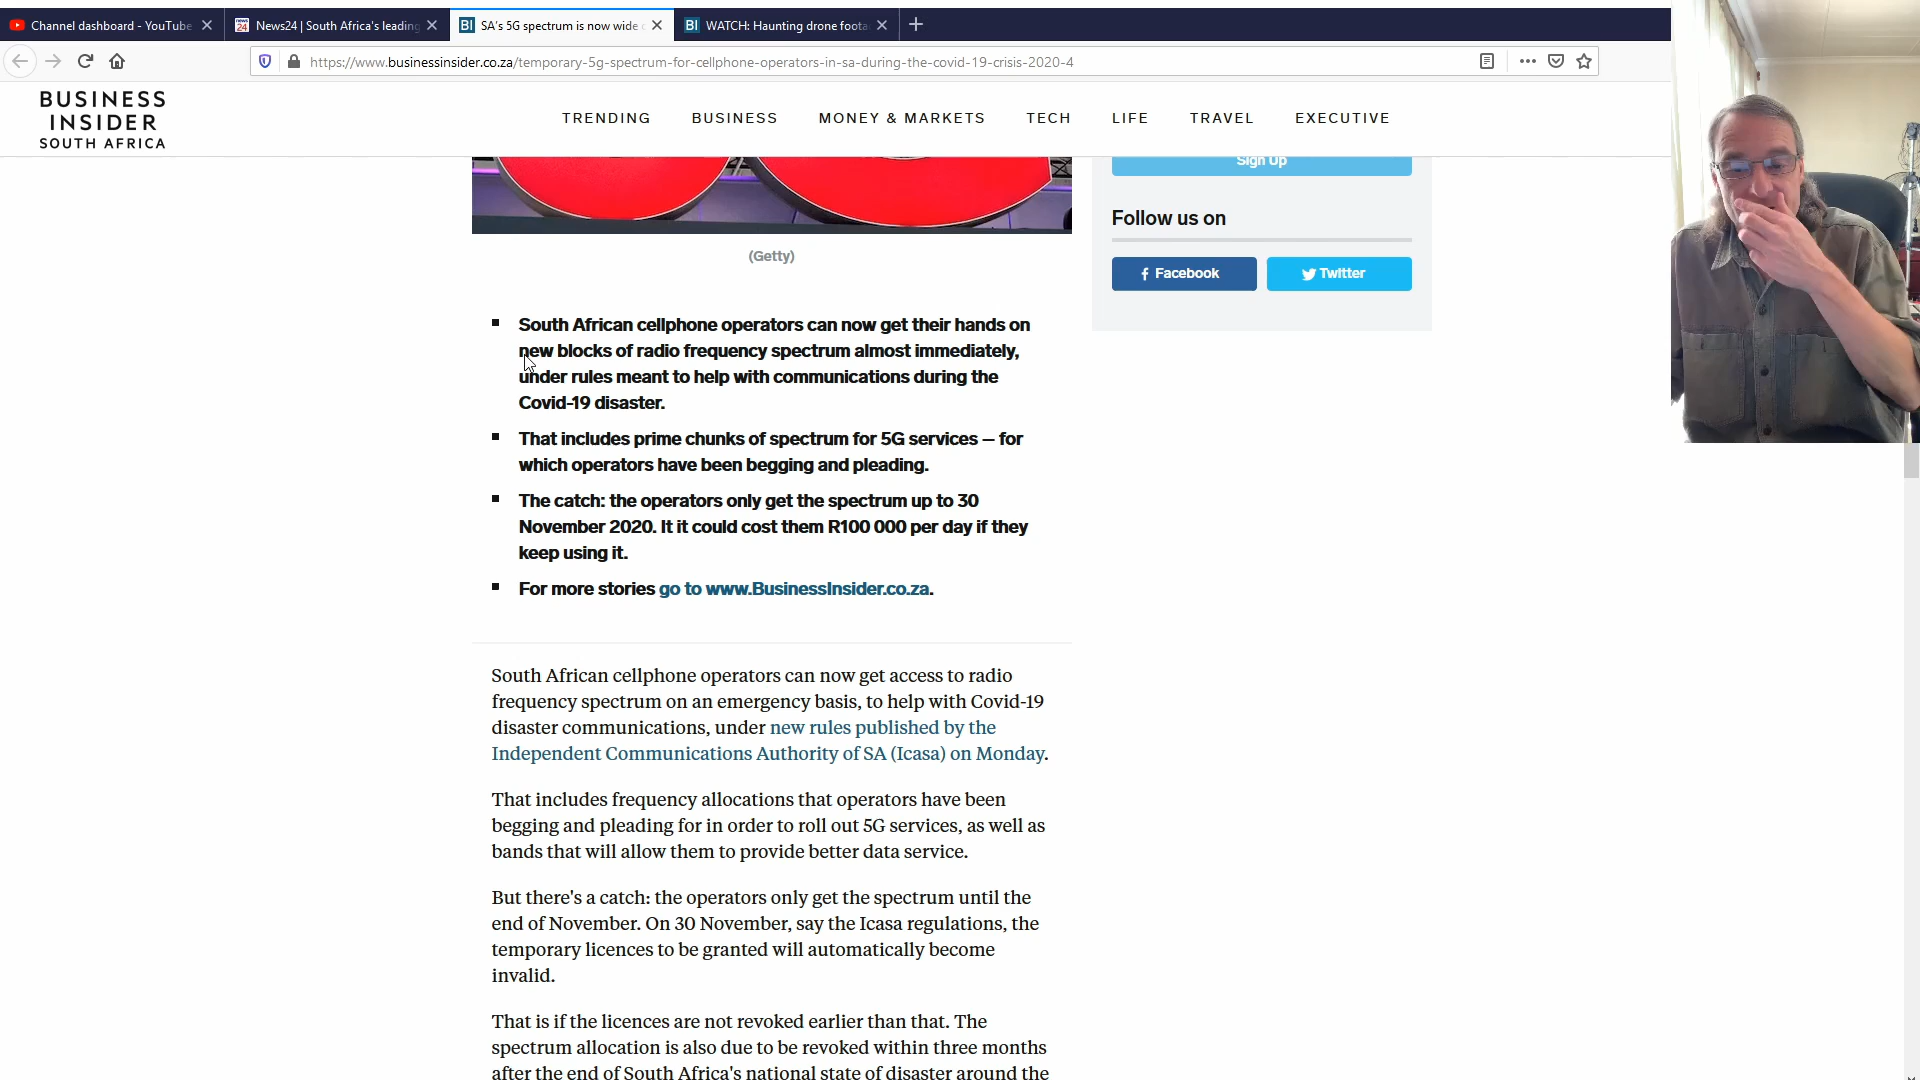 Channel dashboard - YouTube
News24 | South Africa's leading
SA's 5G spectrum is now wide
WATCH: Haunting drone foota
https://www.businessinsider.co.za/temporary-5g-spectrum-for-cellphone-operators-in-sa-during-the-covid-19-crisis-2020-4
BUSINESS
INSIDER
SOUTH AFRICA
TRENDING BUSINESS MONEY & MARKETS TECH LIFE TRAVEL EXECUTIVE
Sign Up
Follow us on
Facebook Twitter
(Getty)
South African cellphone operators can now get their hands on
new blocks of radio frequency spectrum almost immediately,
under rules meant to help with communications during the
Covid-19 disaster.
That includes prime chunks of spectrum for 5G services – for
which operators have been begging and pleading.
The catch: the operators only get the spectrum up to 30
November 2020. It it could cost them R100 000 per day if they
keep using it.
For more stories go to www.BusinessInsider.co.za.
South African cellphone operators can now get access to radio
frequency spectrum on an emergency basis, to help with Covid-19
disaster communications, under new rules published by the
Independent Communications Authority of SA (Icasa) on Monday.
That includes frequency allocations that operators have been
begging and pleading for in order to roll out 5G services, as well as
bands that will allow them to provide better data service.
But there's a catch: the operators only get the spectrum until the
end of November. On 30 November, say the Icasa regulations, the
temporary licences to be granted will automatically become
invalid.
That is if the licences are not revoked earlier than that. The
spectrum allocation is also due to be revoked within three months
after the end of South Africa's national state of disaster around the